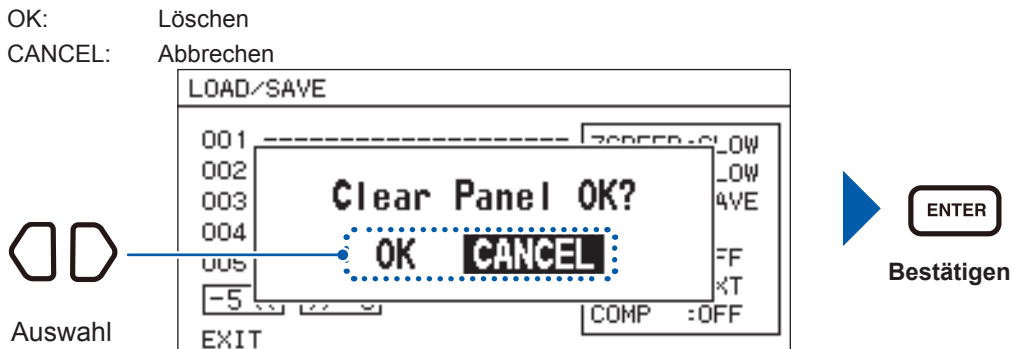 OK: Löschen
CANCEL: Abbrechen
LOAD/SAVE
001
002
003
004
005
Clear Panel OK?
OK CANCEL
-5
COMP :OFF
EXIT
Auswahl
ENTER
Bestätigen